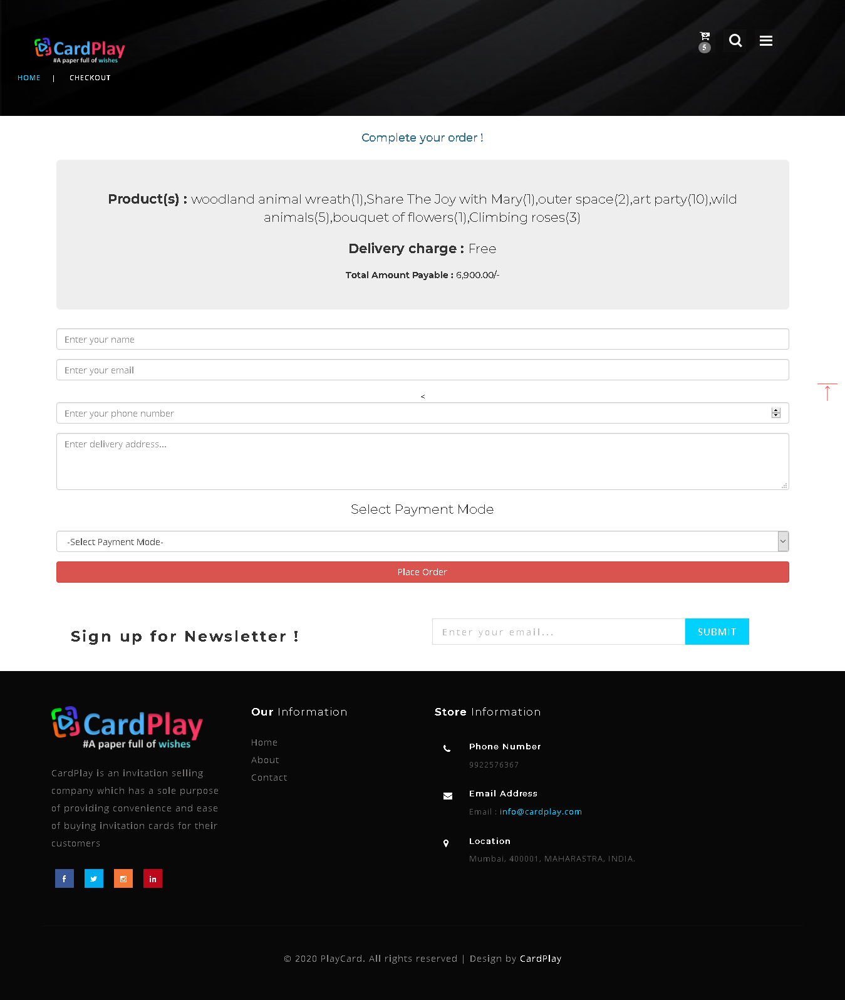 CardPlay
#A paper full of wishes
5
HOME | CHECKOUT
Complete your order !
Product(s) : woodland animal wreath(1),Share The Joy with Mary(1),outer space(2),art party(10),wild
animals(5),bouquet of flowers(1),Climbing roses(3)
Delivery charge : Free
Total Amount Payable : 6,900.00/-
Enter your name
Enter your email
<
Enter your phone number
Enter delivery address...
Select Payment Mode
-Select Payment Mode-
Place Order
Sign up for Newsletter !
Enter your email...
SUBMIT
CardPlay
#A paper full of wishes
CardPlay is an invitation selling
company which has a sole purpose
of providing convenience and ease
of buying invitation cards for their
customers
Our Information
Home
About
Contact
Store Information
Phone Number
9922576367
Email Address
Email : info@cardplay.com
Location
Mumbai, 400001, MAHARASTRA, INDIA.
© 2020 PlayCard. All rights reserved | Design by CardPlay